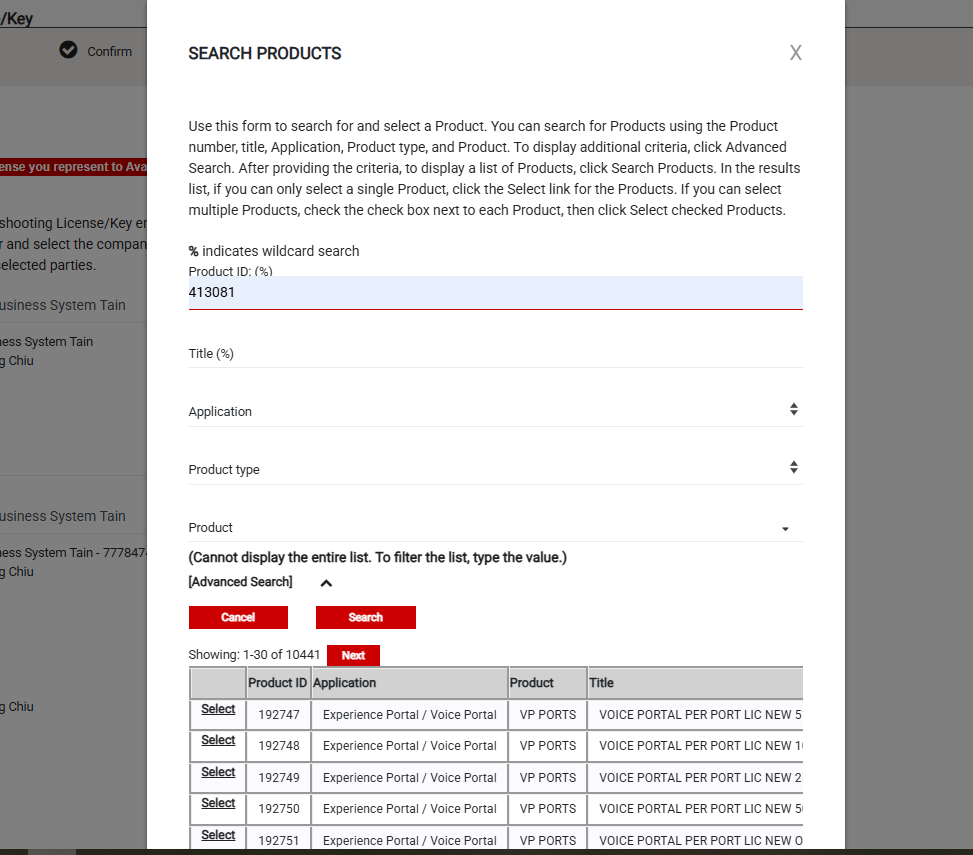 /Key
Confirm
SEARCH PRODUCTS
X
Use this form to search for and select a Product. You can search for Products using the Product
number, title, Application, Product type, and Product. To display additional criteria, click Advanced
Search. After providing the criteria, to display a list of Products, click Search Products. In the results
list, if you can only select a single Product, click the Select link for the Products. If you can select
multiple Products, check the check box next to each Product, then click Select checked Products.
% indicates wildcard search
Product ID: (%)
413081
Title (%)
Application
Product type
Product
(Cannot display the entire list. To filter the list, type the value.)
[Advanced Search]
Cancel Search
Showing: 1-30 of 10441 Next
Product ID Application Product Title
Select 192747 Experience Portal / Voice Portal VP PORTS VOICE PORTAL PER PORT LIC NEW 5
Select 192748 Experience Portal / Voice Portal VP PORTS VOICE PORTAL PER PORT LIC NEW 1
Select 192749 Experience Portal / Voice Portal VP PORTS VOICE PORTAL PER PORT LIC NEW 2
Select 192750 Experience Portal / Voice Portal VP PORTS VOICE PORTAL PER PORT LIC NEW 5
Select 192751 Experience Portal / Voice Portal VP PORTS VOICE PORTAL PER PORT LIC NEW O
ense you represent to Ava
shooting License/Key er
r and select the compan
elected parties.
usiness System Tain
ness System Tain
g Chiu
usiness System Tain
ness System Tain - 7778474
g Chiu
g Chiu